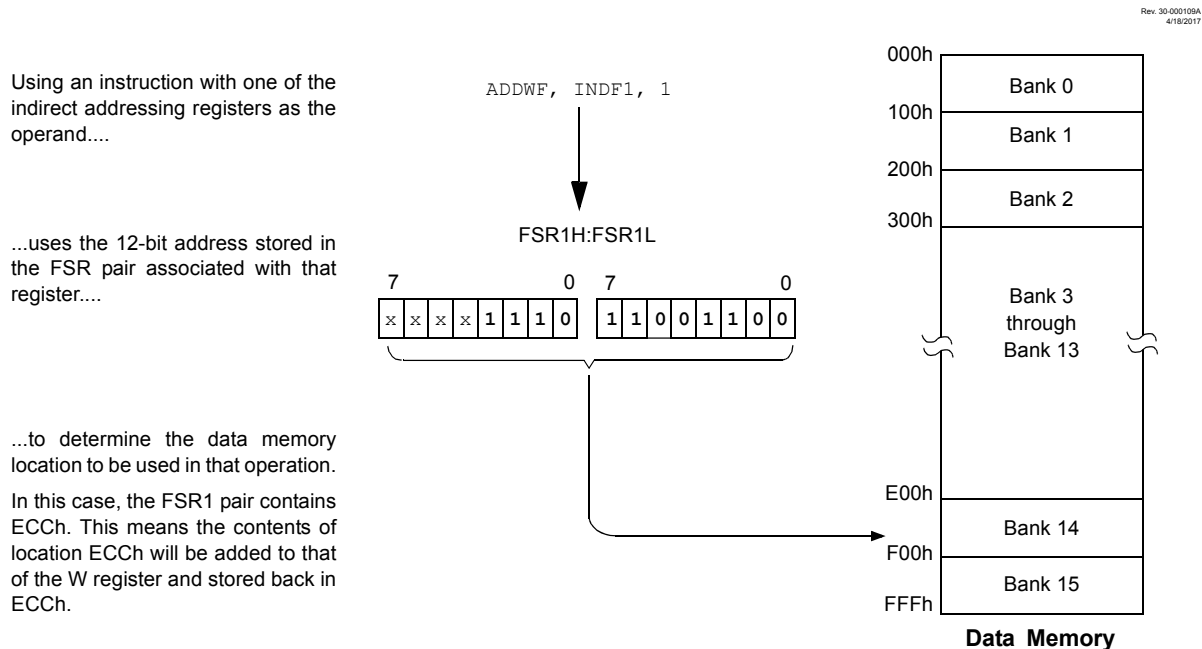 Rev. 30-000109A
4/18/2017
Using an instruction with one of the
indirect addressing registers as the
operand....
ADDWF, INDF1, 1
...uses the 12-bit address stored in
the FSR pair associated with that
register....
FSR1H:FSR1L
7 0 7 0
x x x x 1 1 1 0 1 1 0 0 1 1 0 0
...to determine the data memory
location to be used in that operation.
In this case, the FSR1 pair contains
ECCh. This means the contents of
location ECCh will be added to that
of the W register and stored back in
ECCh.
000h
Bank 0
100h
Bank 1
200h
Bank 2
300h
Bank 3
through
Bank 13
E00h
Bank 14
F00h
Bank 15
FFFh
Data Memory